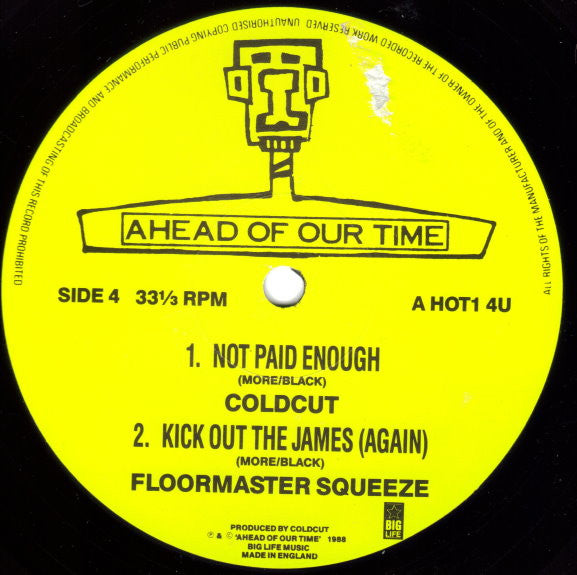 ALL RIGHTS OF THE MANUFACTURER AND OF THE OWNER OF THE RECORDED WORK RESERVED UNAUTHORISED COPYING PUBLIC PERFORMANCE AND BROADCASTING OF THIS RECORD PROHIBITED
AHEAD OF OUR TIME
SIDE 4 33⅓ RPM
A HOT1 4U
1. NOT PAID ENOUGH
(MORE/BLACK)
COLDCUT
2. KICK OUT THE JAMES (AGAIN)
(MORE/BLACK)
FLOORMASTER SQUEEZE
PRODUCED BY COLDCUT
℗ & © 'AHEAD OF OUR TIME' 1988
BIG LIFE MUSIC
MADE IN ENGLAND
BIG
LIFE